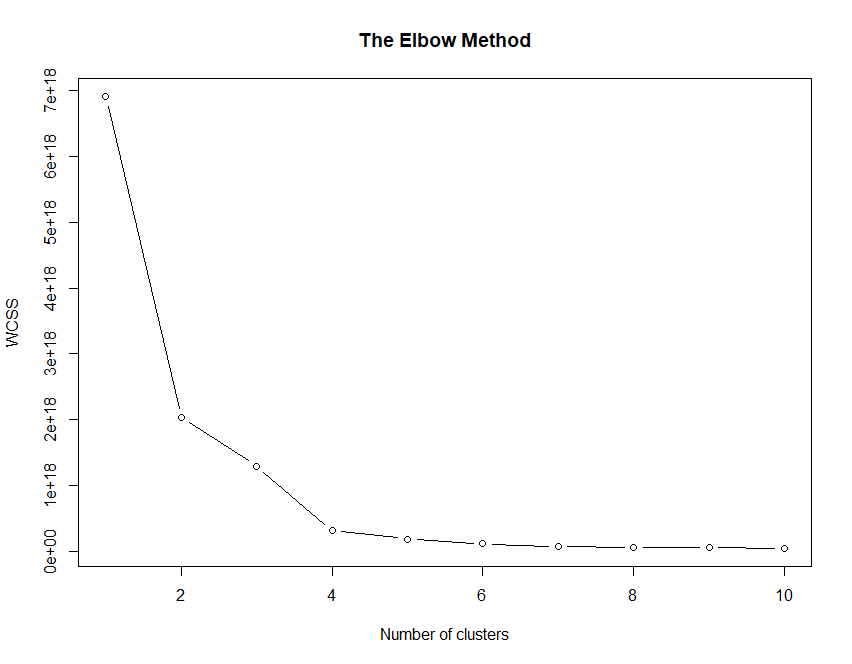 The Elbow Method
WCSS
7e+18
6e+18
5e+18
4e+18
3e+18
2e+18
1e+18
0e+00
2 4 6 8 10
Number of clusters